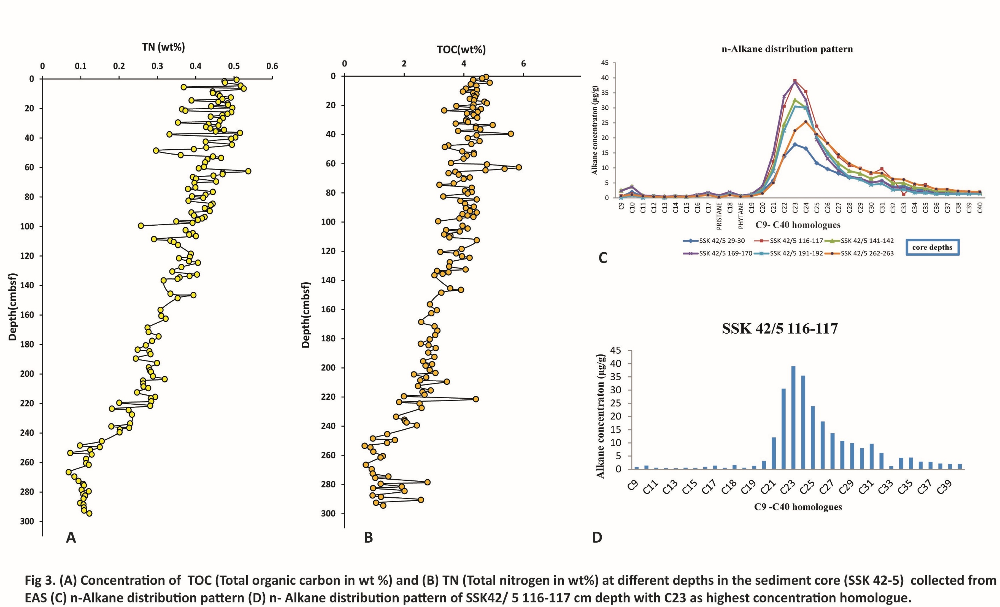 TN (wt%)
0 0.1 0.2 0.3 0.4 0.5 0.6
0
20
40
60
80
100
120
140
160
180
200
220
240
260
280
300
Depth(cmbsf)
A
TOC(wt%)
0 2 4 6
0
20
40
60
80
100
120
140
160
180
200
220
240
260
280
300
Depth(cmbsf)
B
n-Alkane distribution pattern
45
40
35
30
25
20
15
10
5
0
Alkane concentraton (µg/g)
C9 C10 C11 C12 C13 C14 C15 C16 C17 PRISTANE C18 PHYTANE C19 C20 C21 C22 C23 C24 C25 C26 C27 C28 C29 C30 C31 C32 C33 C34 C35 C36 C37 C38 C39 C40
C9- C40 homologues
SSK 42/5 29-30 SSK 42/5 116-117 SSK 42/5 141-142
SSK 42/5 169-170 SSK 42/5 191-192 SSK 42/5 262-263
core depths
C
SSK 42/5 116-117
45
40
35
30
25
20
15
10
5
0
Alkane concentraton (µg/g)
C9 C11 C13 C15 C17 C18 C19 C21 C23 C25 C27 C29 C31 C33 C35 C37 C39
C9 -C40 homologues
D
Fig 3. (A) Concentration of TOC (Total organic carbon in wt %) and (B) TN (Total nitrogen in wt%) at different depths in the sediment core (SSK 42-5) collected from
EAS (C) n-Alkane distribution pattern (D) n- Alkane distribution pattern of SSK42/ 5 116-117 cm depth with C23 as highest concentration homologue.